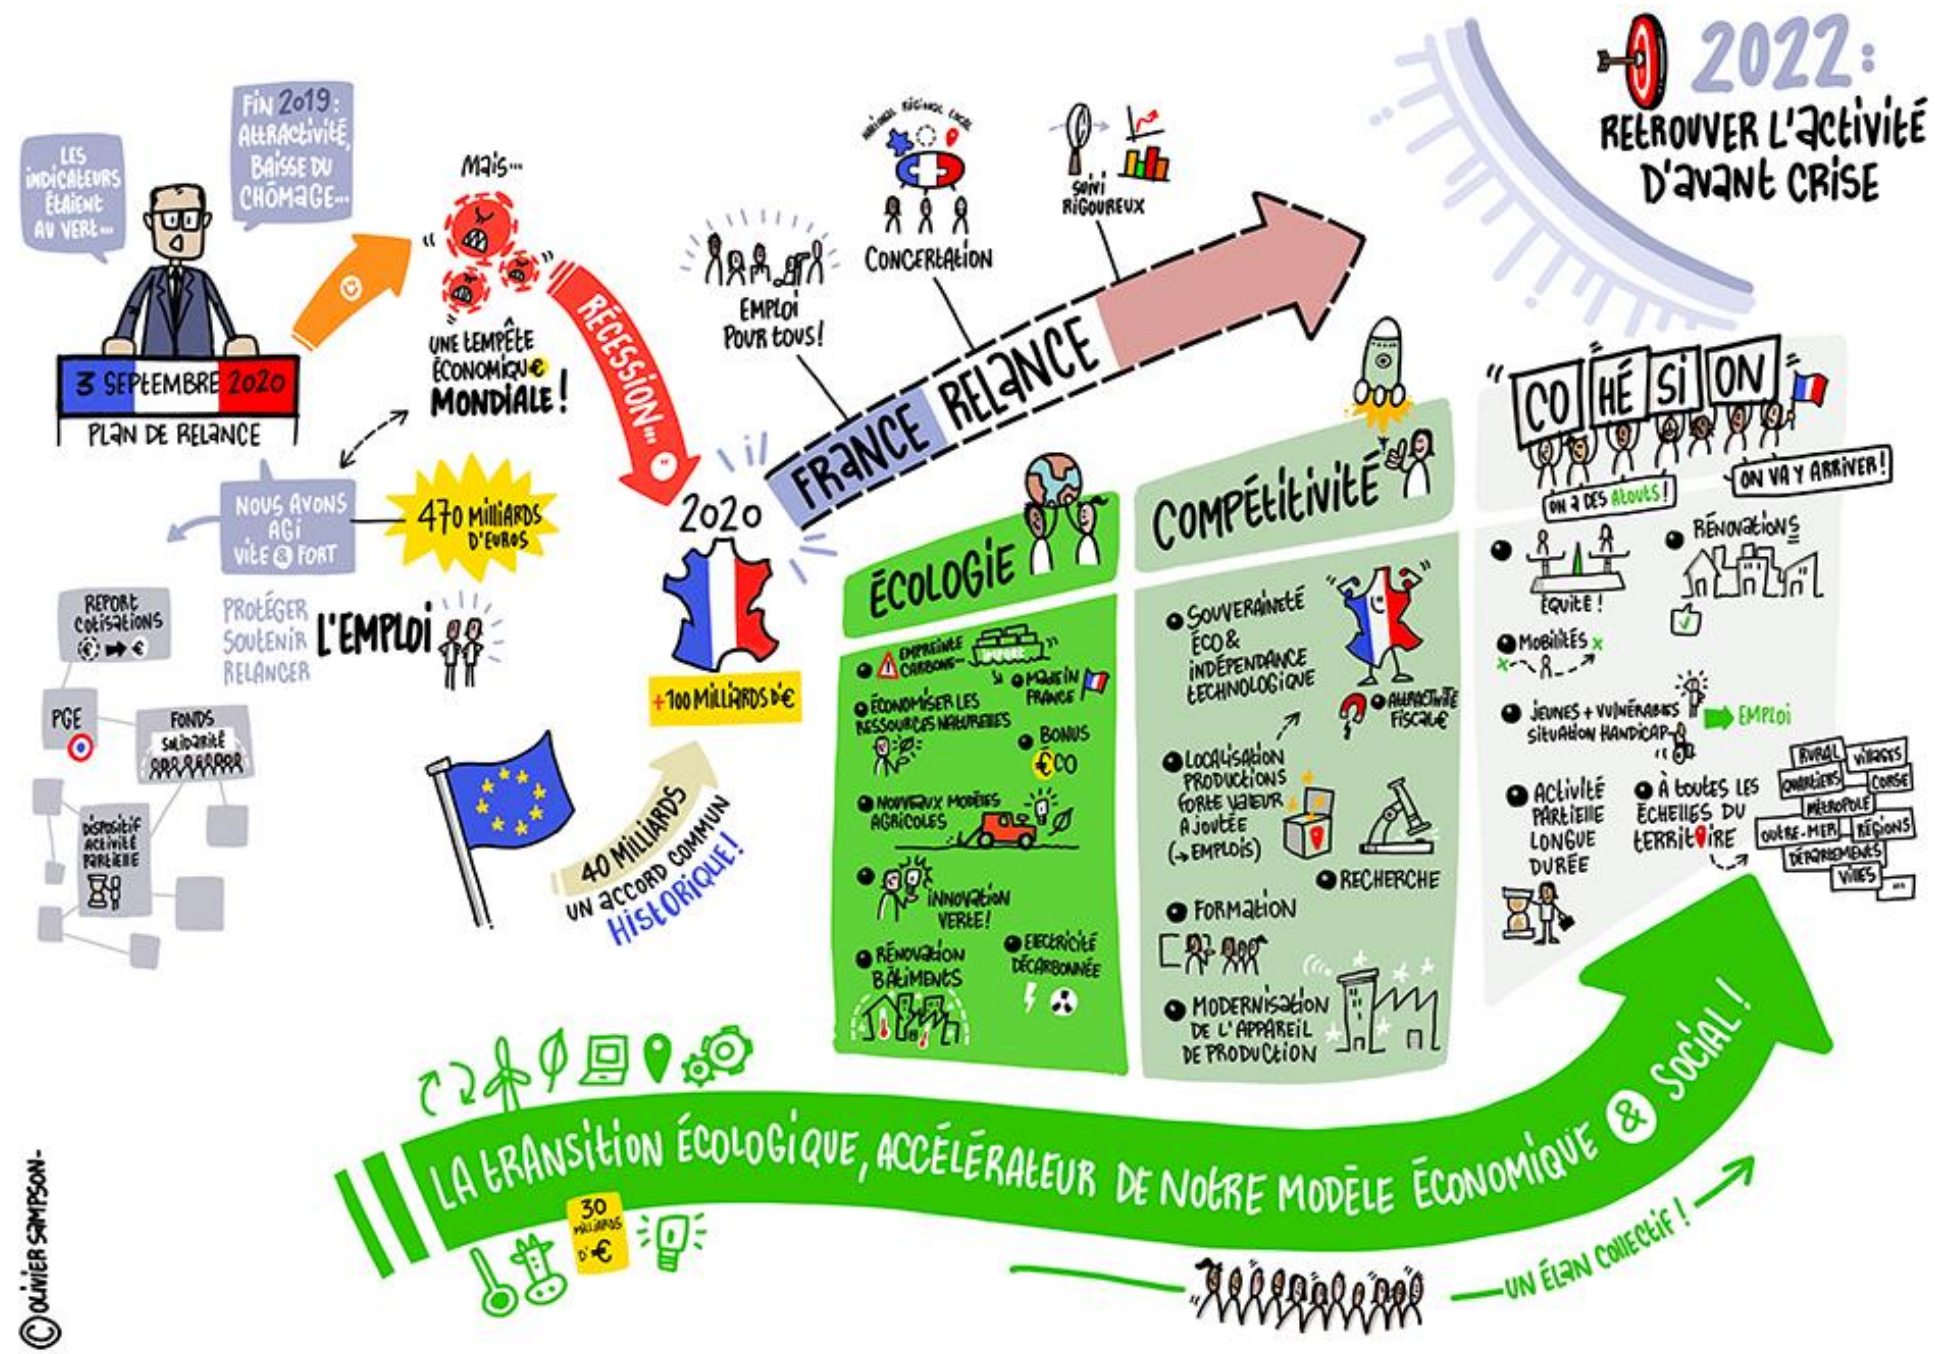 LES
INDICATEURS
ÉTAIENT
AU VERT...
FIN 2019 :
ATTRACTIVITÉ,
BAISSE DU
CHÔMAGE...
3 SEPTEMBRE 2020
PLAN DE RELANCE
MAIS...
UNE TEMPÊTE
ÉCONOMIQU€
MONDIALE !
RÉCESSION...
NOUS AVONS
AGI
VITE & FORT
470 MILLIARDS
D'EUROS
PROTÉGER
SOUTENIR
RELANCER
L'EMPLOI
REPORT
COTISATIONS
€ €
PGE
FONDS
SOLIDARITÉ
DISPOSITIF
ACTIVITÉ
PARTIELLE
2020
+100 MILLIARDS D'€
40 MILLIARDS
UN ACCORD COMMUN
HISTORIQUE !
EMPLOI
POUR TOUS !
NATIONAL RÉGIONAL LOCAL
CONCERTATION
SUIVI
RIGOUREUX
FRANCE RELANCE
2022 :
RETROUVER L'ACTIVITÉ
D'AVANT CRISE
ÉCOLOGIE
EMPREINTE
CARBONE-
IMPORT
MADE IN
FRANCE
ÉCONOMISER LES
RESSOURCES NATURELLES
BONUS
€CO
NOUVEAUX MODÈLES
AGRICOLES
INNOVATION
VERTE !
RÉNOVATION
BÂTIMENTS
ELECTRICITÉ
DÉCARBONNÉE
COMPÉTITIVITÉ
SOUVERAINETÉ
ÉCO &
INDÉPENDANCE
TECHNOLOGIQUE
ATTRACTIVITÉ
FISCAL€
LOCALISATION
PRODUCTIONS
FORTE VALEUR
AJOUTÉE
(→ EMPLOIS)
RECHERCHE
FORMATION
MODERNISATION
DE L'APPAREIL
DE PRODUCTION
"CO HÉ SI ON"
ON A DES ATOUTS !
ON VA Y ARRIVER !
ÉQUITÉ !
RÉNOVATIONS
MOBILITÉS
JEUNES + VULNÉRABLES
SITUATION HANDICAP
EMPLOI
ACTIVITÉ
PARTIELLE
LONGUE
DURÉE
À TOUTES LES
ÉCHELLES DU
TERRITOIRE
RURAL
VILLAGES
QUARTIERS
CORSE
MÉTROPOLE
OUTRE-MER
RÉGIONS
DÉPARTEMENTS
VILLES
...
LA TRANSITION ÉCOLOGIQUE, ACCÉLÉRATEUR DE NOTRE MODÈLE ÉCONOMIQUE & SOCIAL !
30
MILLIARDS
D'€
UN ÉLAN COLLECTIF !
© OLIVIER SAMPSON-